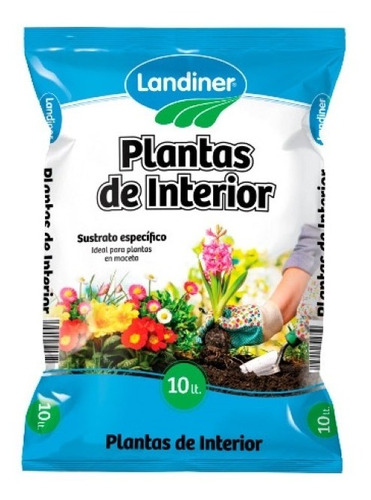 Landiner®
Plantas
de Interior
Sustrato específico
Ideal para plantas
en maceta
Plantas de Interior
Plantas de Interior
10 lt.
10 lt.
10 lt.
Plantas de Interior